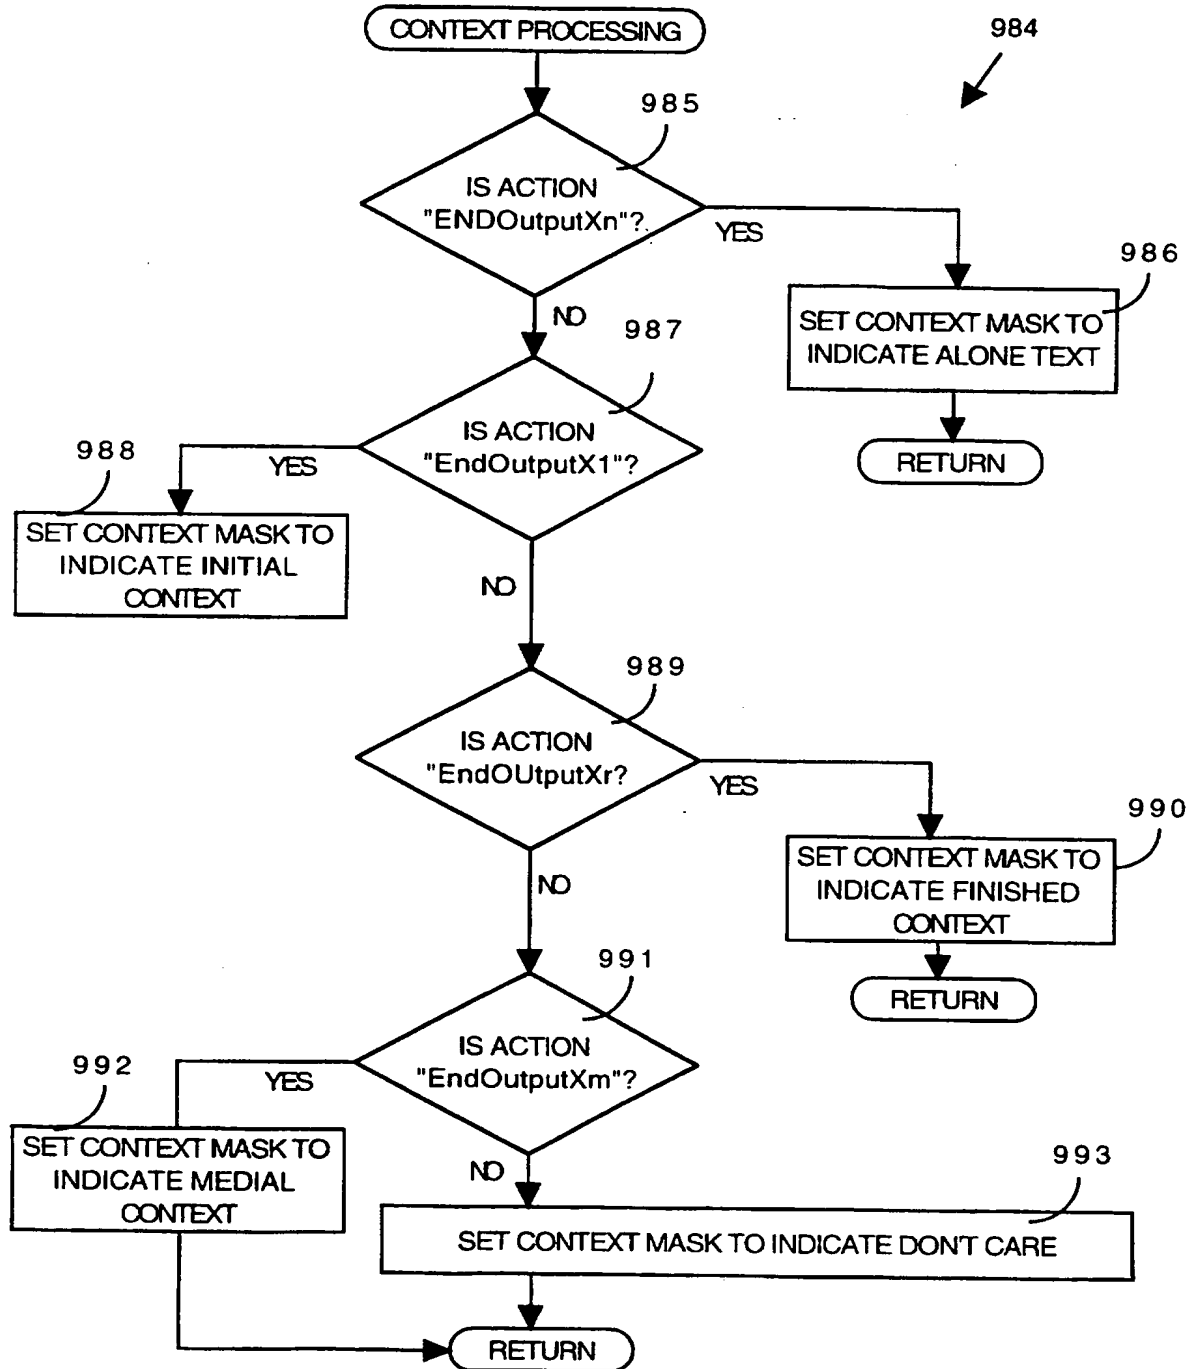 CONTEXT PROCESSING
984
985
IS ACTION
"ENDOutputXn"?
YES
986
NO
SET CONTEXT MASK TO
INDICATE ALONE TEXT
RETURN
987
IS ACTION
"EndOutputX1"?
YES
988
SET CONTEXT MASK TO
INDICATE INITIAL
CONTEXT
NO
989
IS ACTION
"EndOUtputXr?
YES
990
SET CONTEXT MASK TO
INDICATE FINISHED
CONTEXT
RETURN
NO
991
IS ACTION
"EndOutputXm"?
YES
992
SET CONTEXT MASK TO
INDICATE MEDIAL
CONTEXT
NO
993
SET CONTEXT MASK TO INDICATE DON'T CARE
RETURN